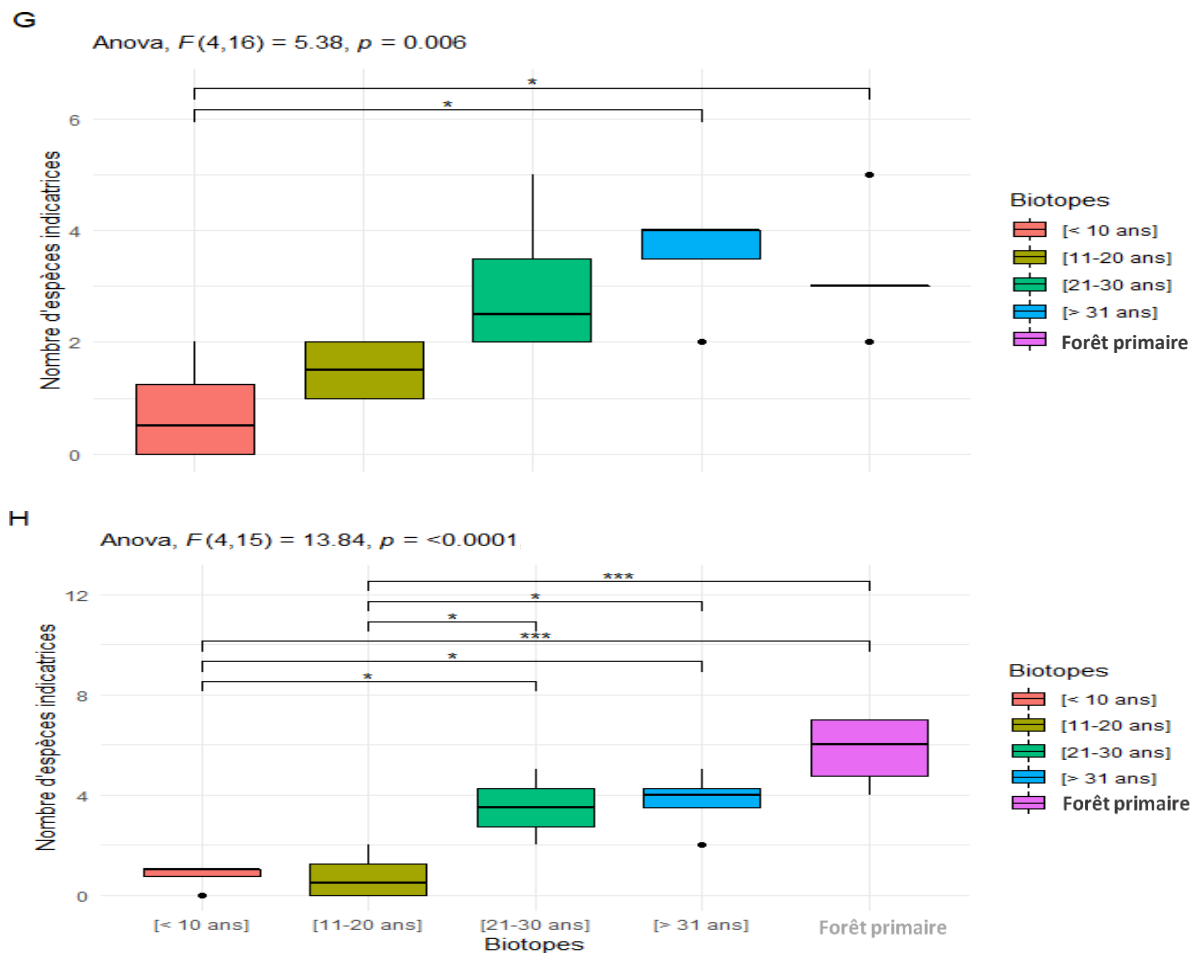 G
Anova, F(4,16) = 5.38, p = 0.006
*
*
6
4
2
0
Nombre d'espèces indicatrices
Biotopes
[< 10 ans]
[11-20 ans]
[21-30 ans]
[> 31 ans]
Forêt primaire
H
Anova, F(4,15) = 13.84, p = <0.0001
***
*
*
***
*
*
12
8
4
0
Nombre d'espèces indicatrices
[< 10 ans]
[11-20 ans]
[21-30 ans]
[> 31 ans]
Forêt primaire
Biotopes
Biotopes
[< 10 ans]
[11-20 ans]
[21-30 ans]
[> 31 ans]
Forêt primaire